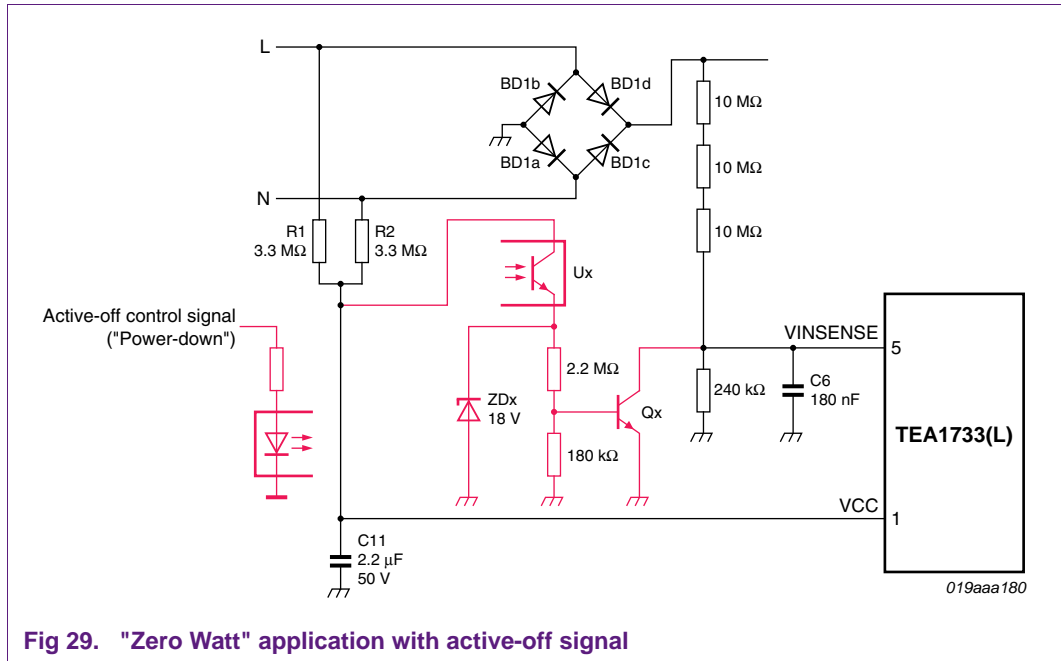 L
BD1b
BD1d
10 MΩ
BD1a
BD1c
10 MΩ
N
R1
3.3 MΩ
R2
3.3 MΩ
10 MΩ
Ux
Active-off control signal
("Power-down")
VINSENSE
5
2.2 MΩ
240 kΩ
C6
180 nF
ZDx
18 V
Qx
TEA1733(L)
180 kΩ
VCC
1
C11
2.2 μF
50 V
019aaa180
Fig 29. "Zero Watt" application with active-off signal